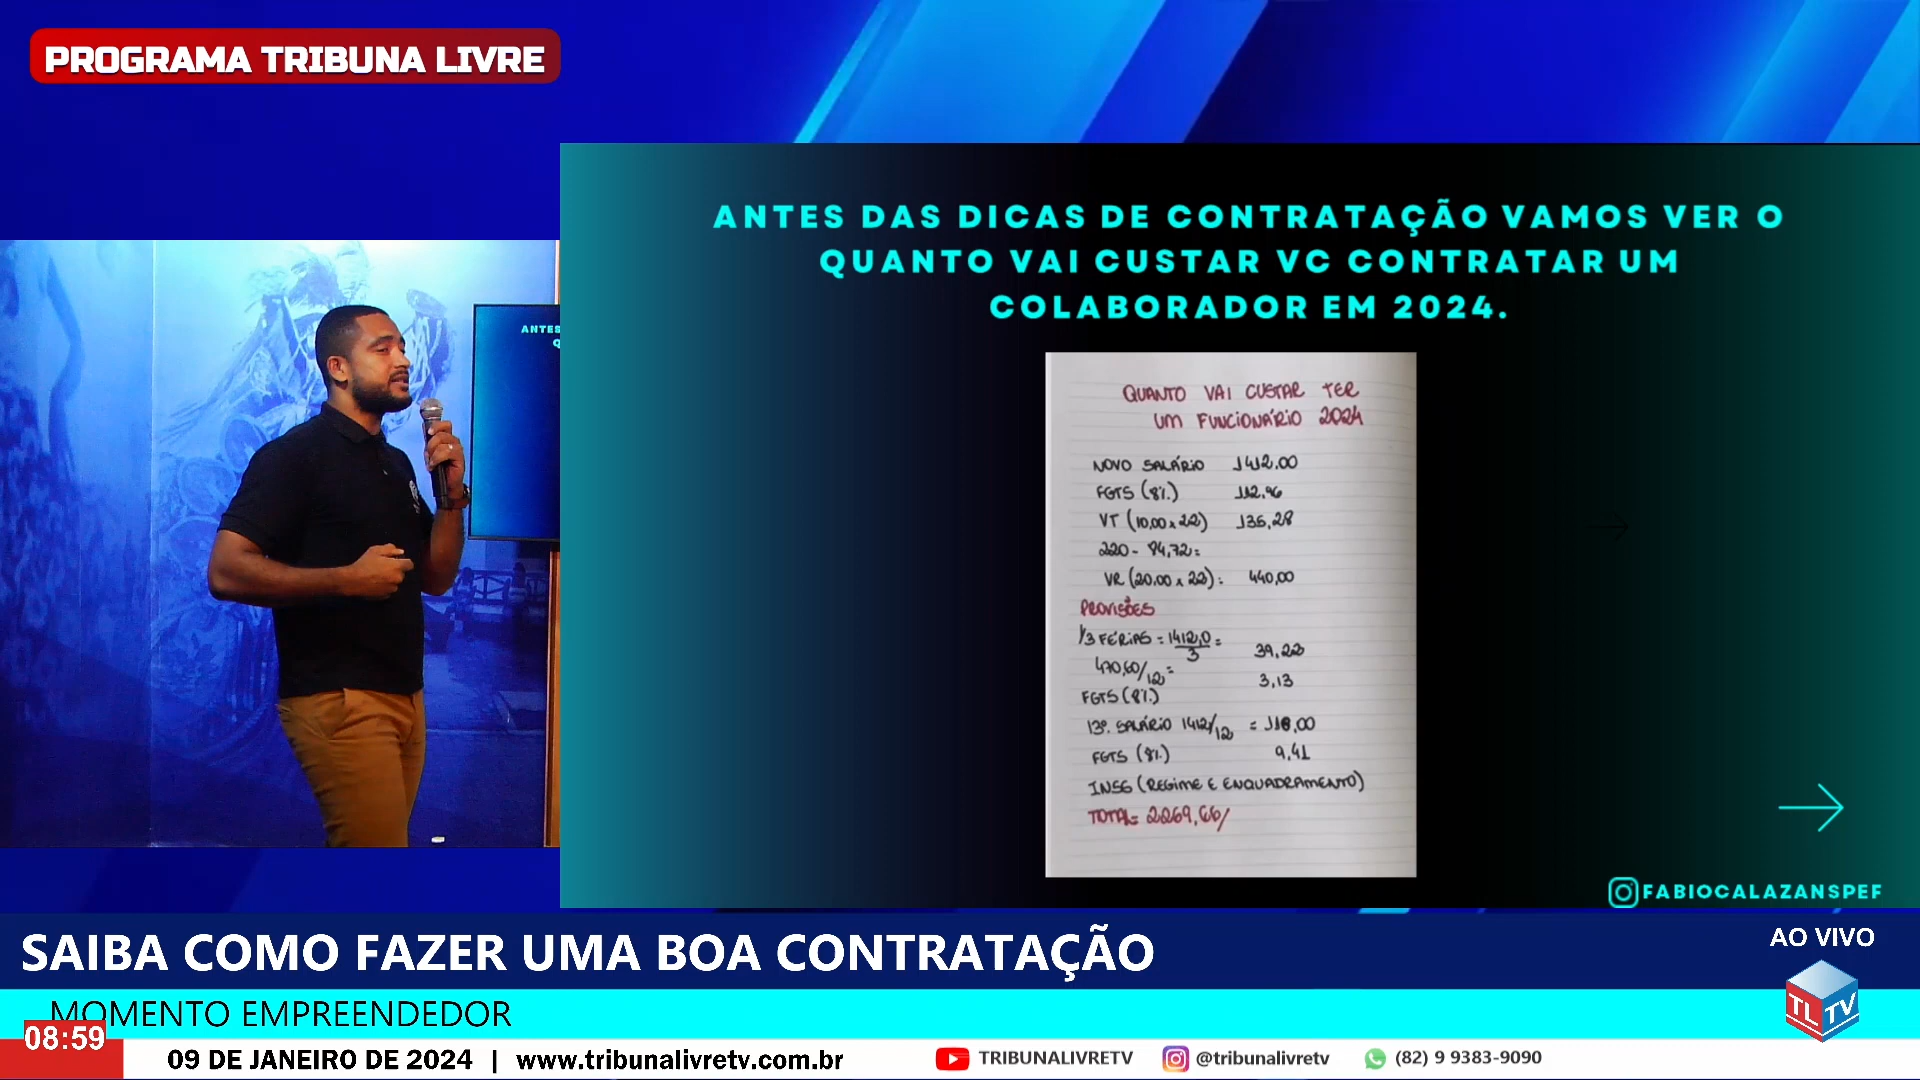 PROGRAMA TRIBUNA LIVRE
ANTES DAS DICAS DE CONTRATAÇÃO VAMOS VER O
QUANTO VAI CUSTAR VC CONTRATAR UM
COLABORADOR EM 2024.
ANTES
Q
QUANTO VAI CUSTAR TER
UM FUNCIONÁRIO 2024
NOVO SALÁRIO 1412,00
FGTS (8%) 112,96
VT (10,00 x 22) 135,28
220 - 84,72 =
VR (20,00 x 22): 440,00
PROVISÕES
1/3 FÉRIAS = 1412,0/3 = 39,22
470,60/12 = 3,13
FGTS (8%)
13º. SALÁRIO 1412/12 = 118,00
FGTS (8%) 9,41
INSS (REGIME E ENQUADRAMENTO)
TOTAL = 2269,66/
FABIOCALAZANSPEF
SAIBA COMO FAZER UMA BOA CONTRATAÇÃO
AO VIVO
MOMENTO EMPREENDEDOR
TLTV
08:59
09 DE JANEIRO DE 2024 | www.tribunalivretv.com.br TRIBUNALIVRETV @tribunalivretv (82) 9 9383-9090